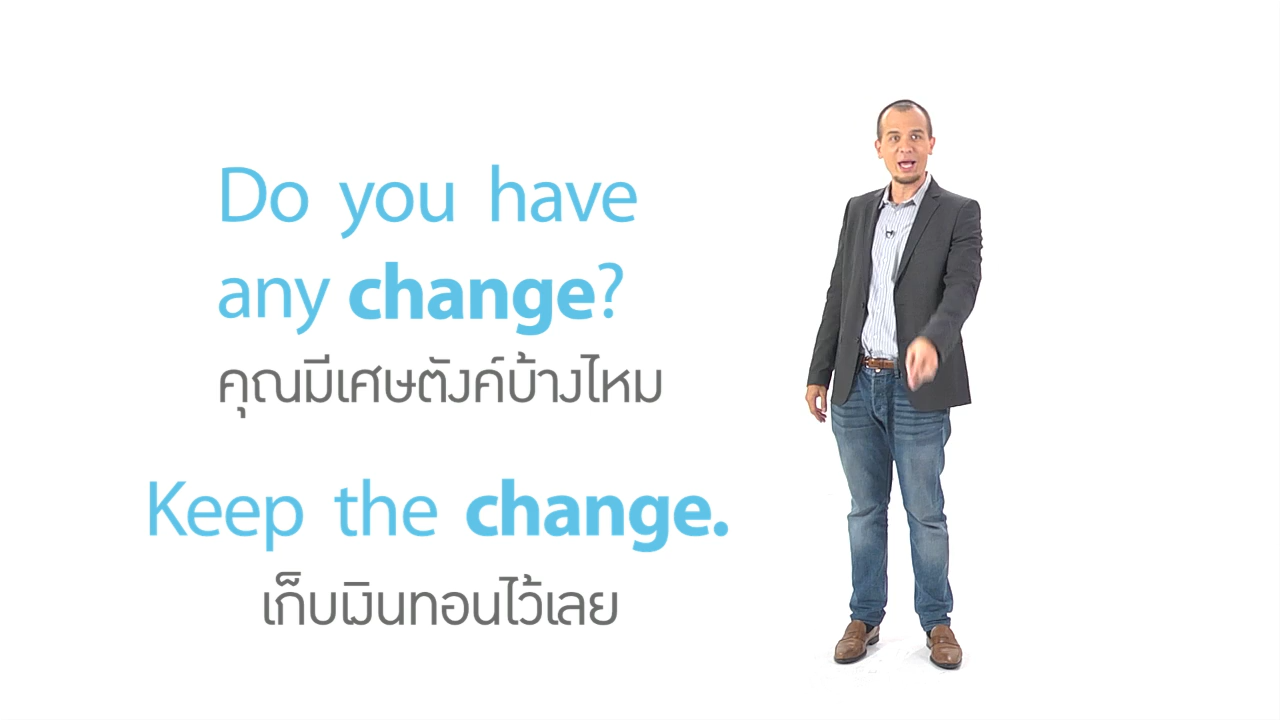 Do you have
any change?
คุณมีเศษตังค์บ้างไหม
Keep the change.
เก็บเงินทอนไว้เลย